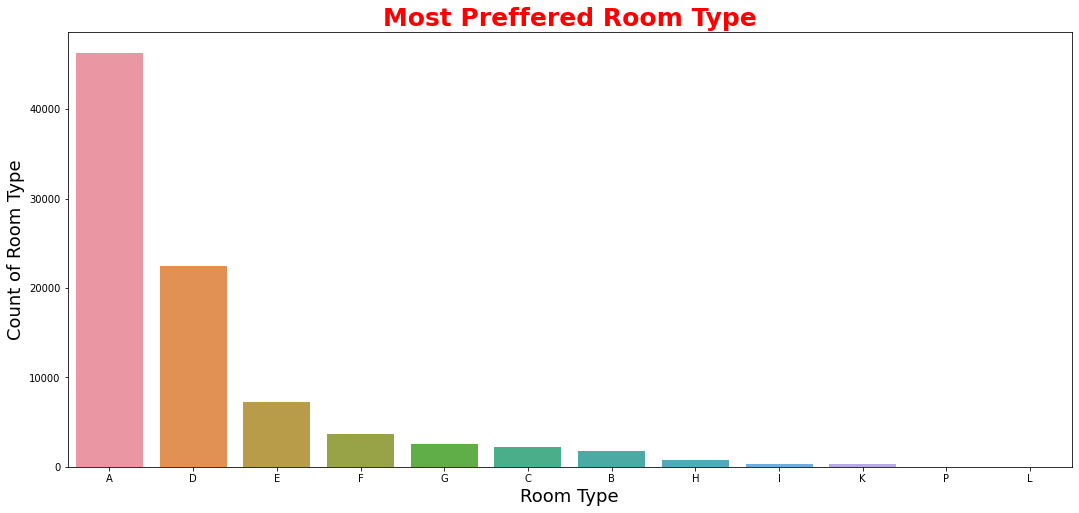 Most Preffered Room Type
Count of Room Type
40000
30000
20000
10000
0
A D E F G C B H I K P L
Room Type